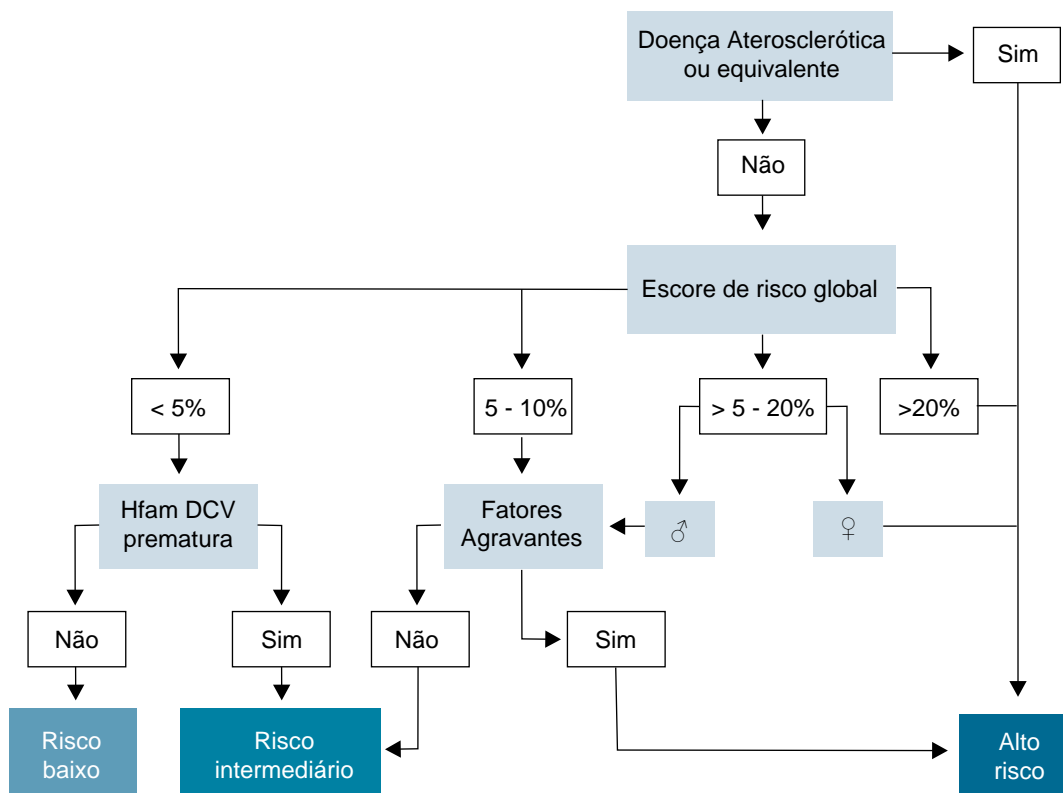 Doença Aterosclerótica
ou equivalente
Sim
Não
Escore de risco global
< 5%
5 - 10%
> 5 - 20%
>20%
Hfam DCV
prematura
Fatores
Agravantes
♂
♀
Não
Sim
Não
Sim
Risco
baixo
Risco
intermediário
Alto
risco